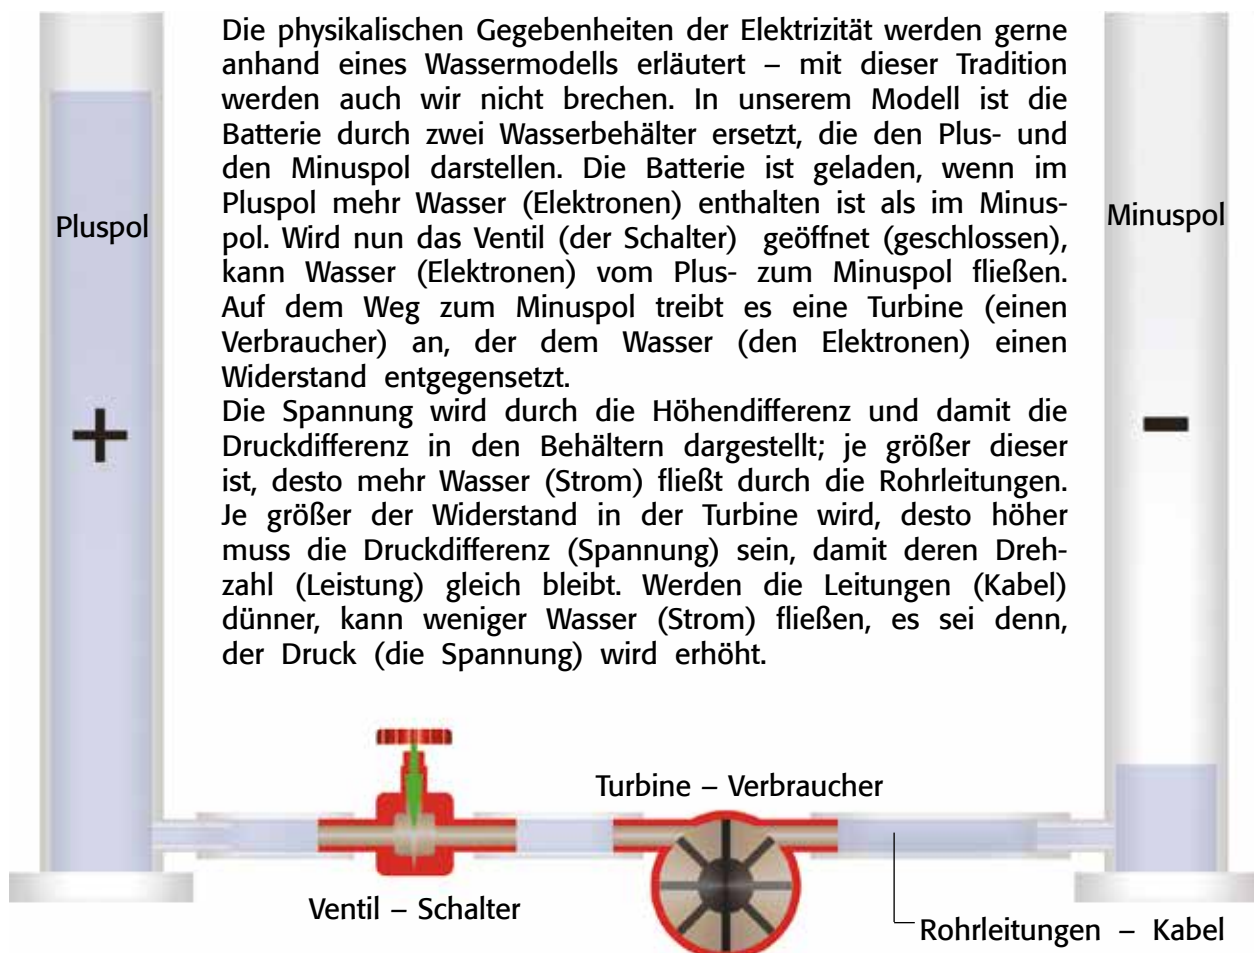 Die physikalischen Gegebenheiten der Elektrizität werden gerne
anhand eines Wassermodells erläutert – mit dieser Tradition
werden auch wir nicht brechen. In unserem Modell ist die
Batterie durch zwei Wasserbehälter ersetzt, die den Plus- und
den Minuspol darstellen. Die Batterie ist geladen, wenn im
Pluspol mehr Wasser (Elektronen) enthalten ist als im Minus-
pol. Wird nun das Ventil (der Schalter) geöffnet (geschlossen),
kann Wasser (Elektronen) vom Plus- zum Minuspol fließen.
Auf dem Weg zum Minuspol treibt es eine Turbine (einen
Verbraucher) an, der dem Wasser (den Elektronen) einen
Widerstand entgegensetzt.
Die Spannung wird durch die Höhendifferenz und damit die
Druckdifferenz in den Behältern dargestellt; je größer dieser
ist, desto mehr Wasser (Strom) fließt durch die Rohrleitungen.
Je größer der Widerstand in der Turbine wird, desto höher
muss die Druckdifferenz (Spannung) sein, damit deren Dreh-
zahl (Leistung) gleich bleibt. Werden die Leitungen (Kabel)
dünner, kann weniger Wasser (Strom) fließen, es sei denn,
der Druck (die Spannung) wird erhöht.
Pluspol
+
Minuspol
-
Turbine – Verbraucher
Ventil – Schalter
Rohrleitungen – Kabel